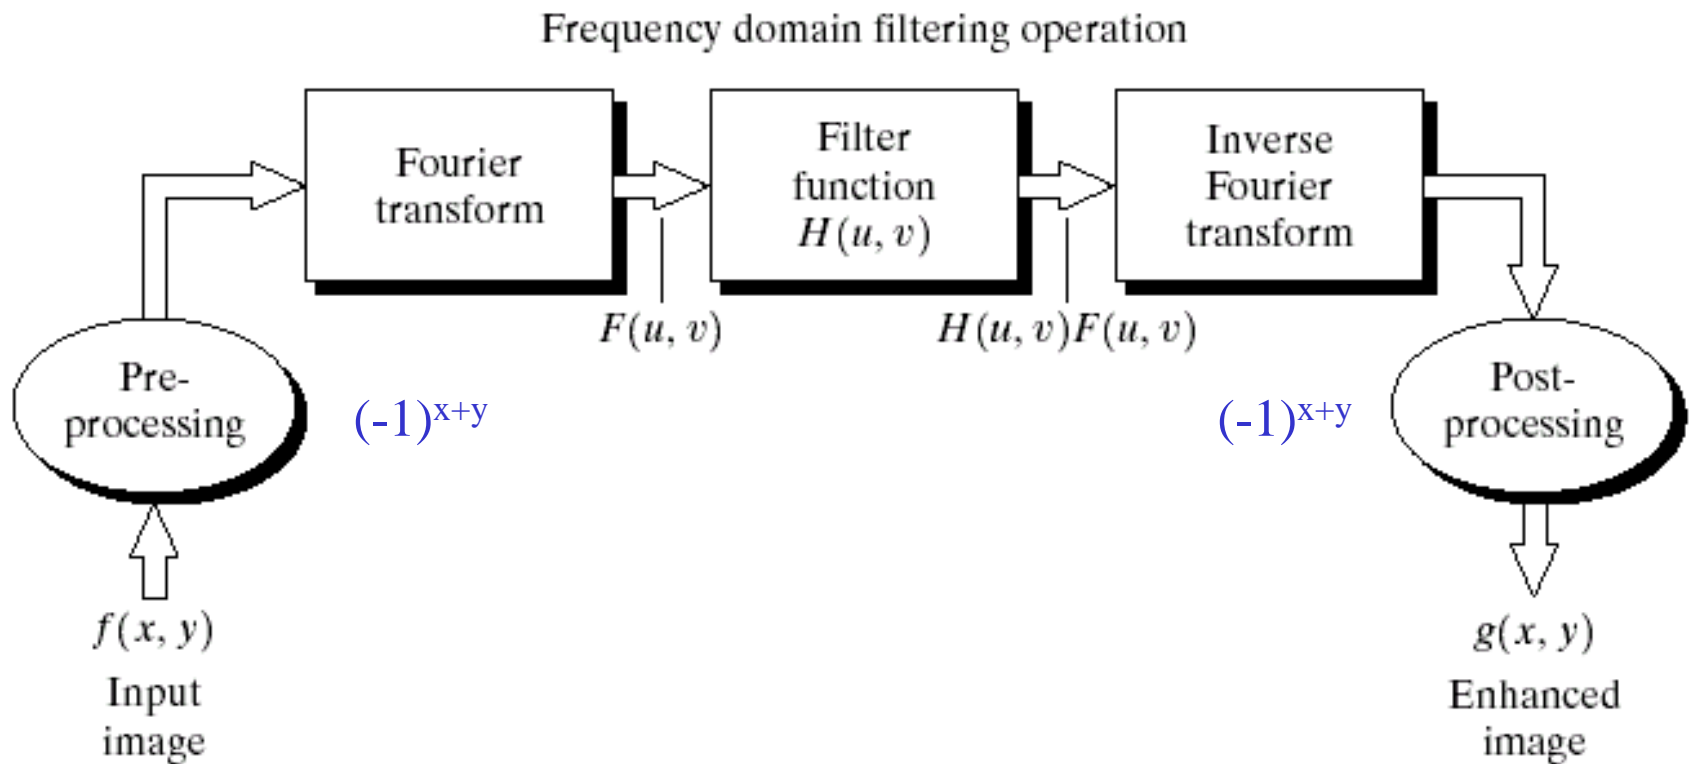 Frequency domain filtering operation
Fourier
transform
Filter
function
H(u, v)
Inverse
Fourier
transform
F(u, v)
H(u, v)F(u, v)
Pre-
processing
(-1)^{x+y}
(-1)^{x+y}
Post-
processing
f(x, y)
Input
image
g(x, y)
Enhanced
image